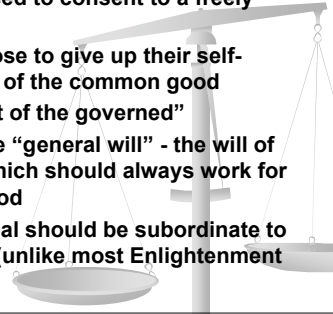 ed to consent to a freely
ose to give up their self-
of the common good
t of the governed”
e “general will” - the will of
hich should always work for
od
al should be subordinate to
(unlike most Enlightenment